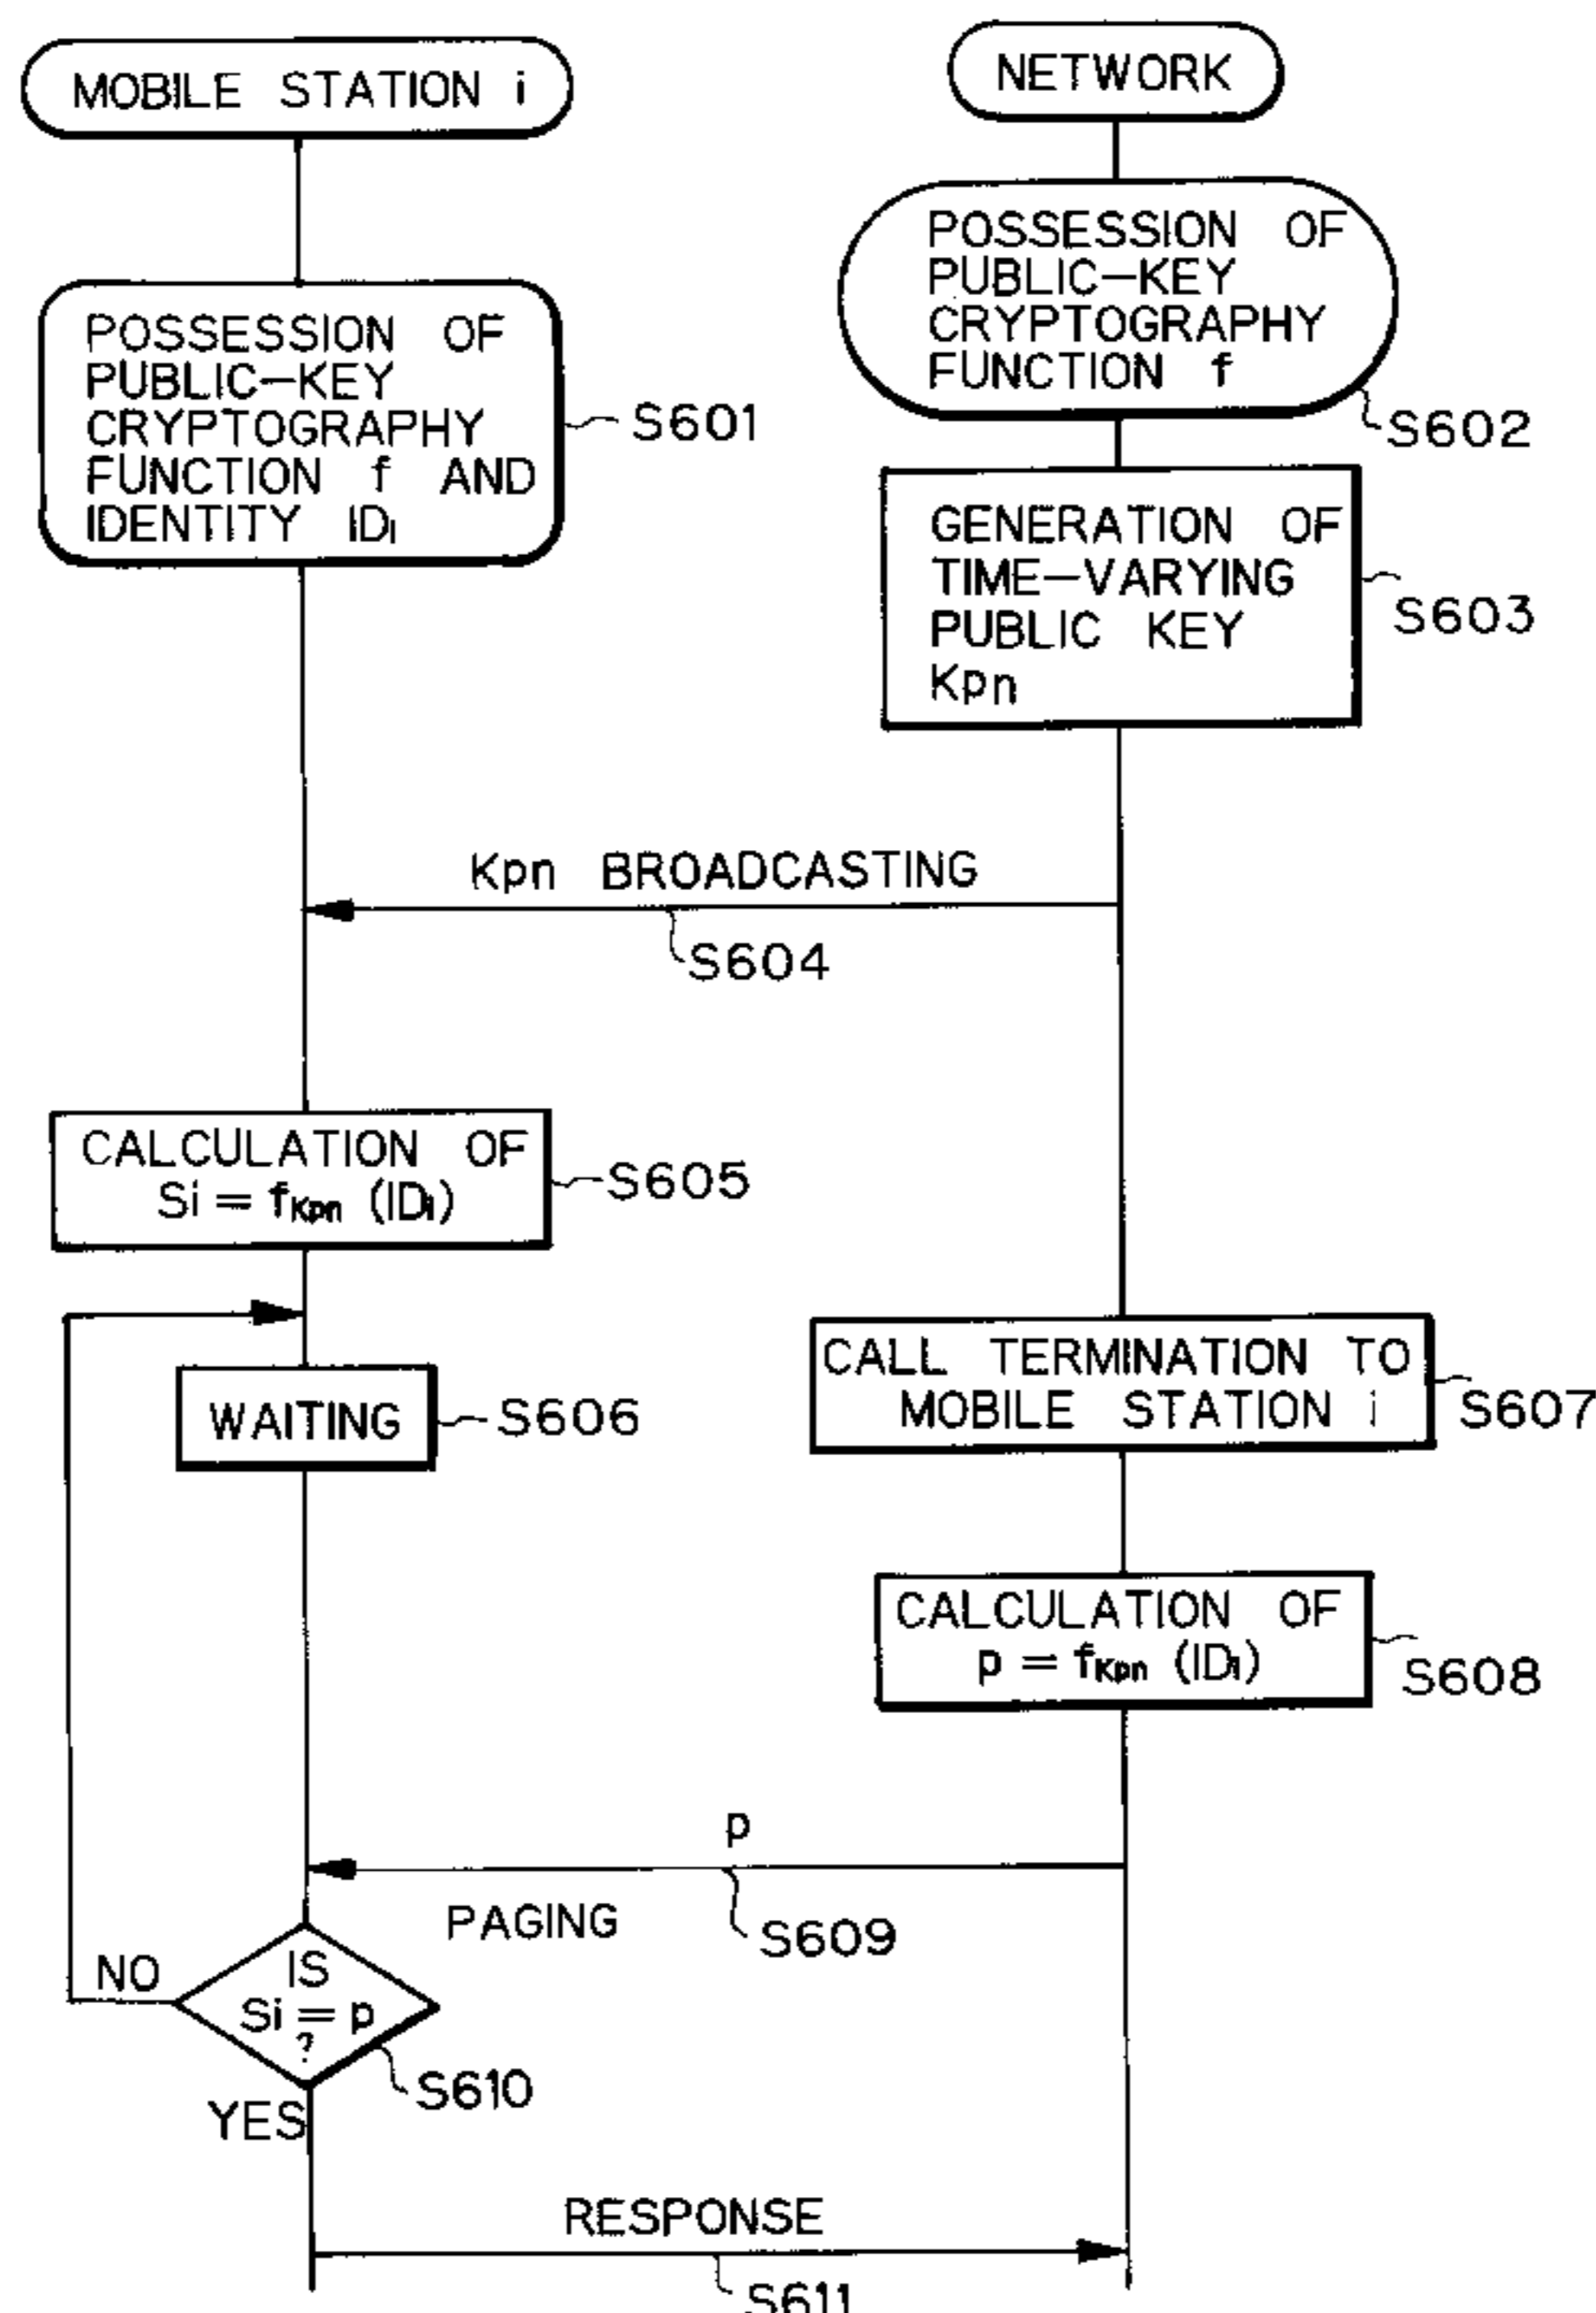 MOBILE STATION i
NETWORK
POSSESSION OF
PUBLIC-KEY
CRYPTOGRAPHY
FUNCTION f AND
IDENTITY IDi
S601
POSSESSION OF
PUBLIC-KEY
CRYPTOGRAPHY
FUNCTION f
S602
GENERATION OF
TIME-VARYING
PUBLIC KEY
Kpn
S603
Kpn BROADCASTING
S604
CALCULATION OF
Si = fKpn (IDi)
S605
WAITING
S606
CALL TERMINATION TO
MOBILE STATION i
S607
CALCULATION OF
p = fKpn (IDi)
S608
p
PAGING
S609
IS
Si = p
?
NO
S610
YES
RESPONSE
S611